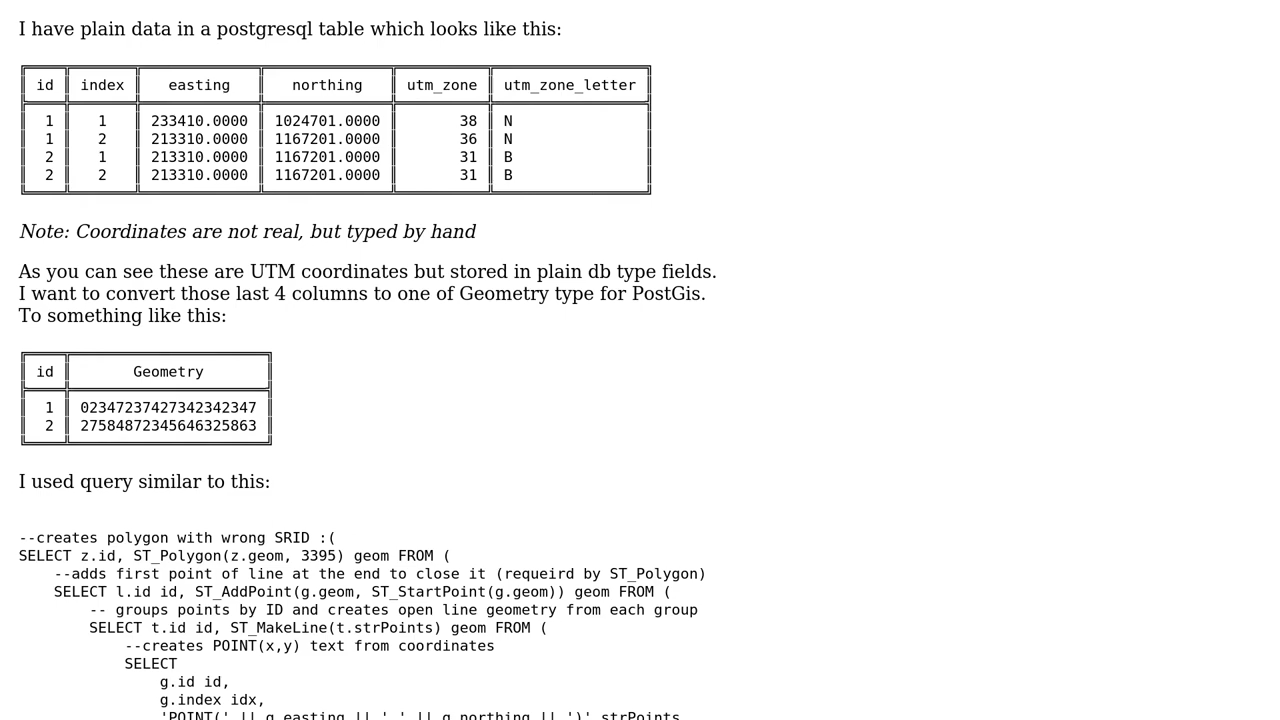 I have plain data in a postgresql table which looks like this:
id index easting northing utm_zone utm_zone_letter
1 1 233410.0000 1024701.0000 38 N
1 2 213310.0000 1167201.0000 36 N
2 1 213310.0000 1167201.0000 31 B
2 2 213310.0000 1167201.0000 31 B
Note: Coordinates are not real, but typed by hand
As you can see these are UTM coordinates but stored in plain db type fields.
I want to convert those last 4 columns to one of Geometry type for PostGis.
To something like this:
id Geometry
1 02347237427342342347
2 27584872345646325863
I used query similar to this:
--creates polygon with wrong SRID :(
SELECT z.id, ST_Polygon(z.geom, 3395) geom FROM (
--adds first point of line at the end to close it (requeird by ST_Polygon)
SELECT l.id id, ST_AddPoint(g.geom, ST_StartPoint(g.geom)) geom FROM (
-- groups points by ID and creates open line geometry from each group
SELECT t.id id, ST_MakeLine(t.strPoints) geom FROM (
--creates POINT(x,y) text from coordinates
SELECT
g.id id,
g.index idx,
'POINT(' || g.easting || ' ' || g.northing || ')' strPoints